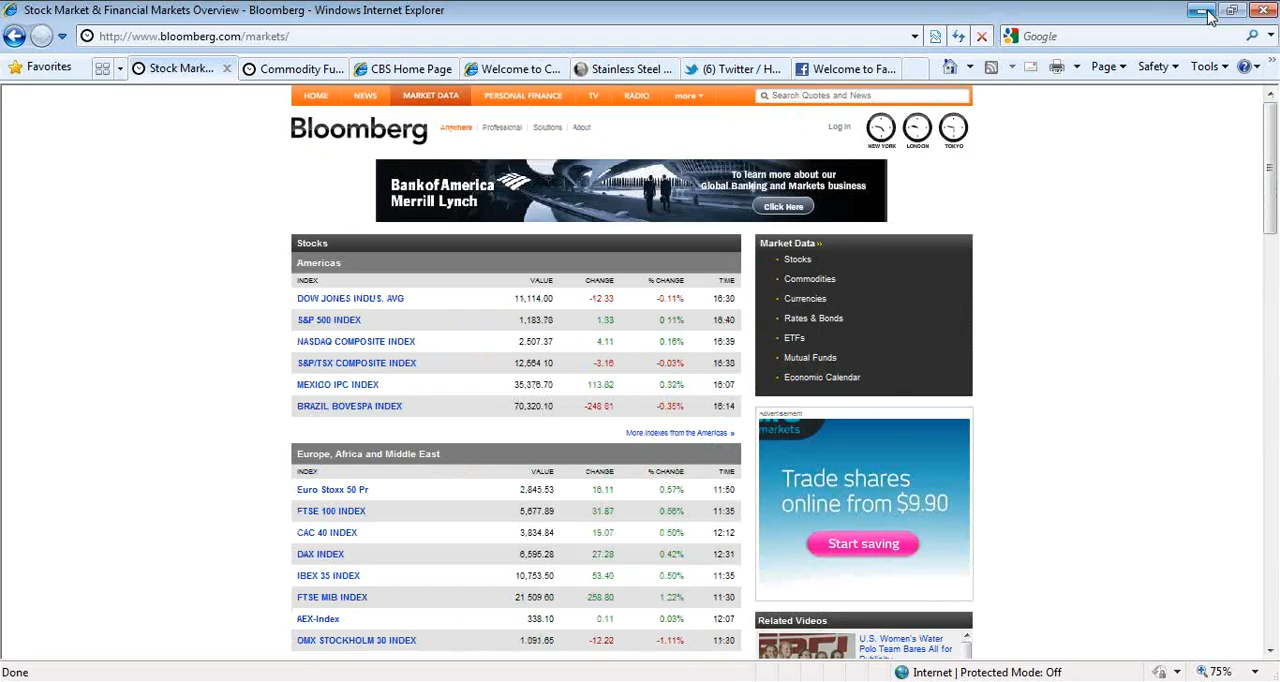 Stock Market & Financial Markets Overview - Bloomberg - Windows Internet Explorer
http://www.bloomberg.com/markets/
Google
Favorites
Stock Mark...
Commodity Fu...
CBS Home Page
Welcome to C...
Stainless Steel ...
(6) Twitter / H...
Welcome to Fa...
Page
Safety
Tools
HOME NEWS MARKET DATA PERSONAL FINANCE TV RADIO more
Search Quotes and News
Bloomberg
Anywhere | Professional | Solutions | About
Log In
NEW YORK LONDON TOKYO
Bank of America
Merrill Lynch
To learn more about our
Global Banking and Markets business
Click Here
Stocks
Americas
INDEX VALUE CHANGE % CHANGE TIME
DOW JONES INDUS. AVG 11,114.00 -12.33 -0.11% 16:30
S&P 500 INDEX 1,183.78 1.33 0.11% 16:40
NASDAQ COMPOSITE INDEX 2,507.37 4.11 0.16% 16:39
S&P/TSX COMPOSITE INDEX 12,664.10 -3.16 -0.03% 16:38
MEXICO IPC INDEX 35,376.70 113.62 0.32% 16:07
BRAZIL BOVESPA INDEX 70,320.10 -248.81 -0.35% 16:14
More indexes from the Americas »
Europe, Africa and Middle East
INDEX VALUE CHANGE % CHANGE TIME
Euro Stoxx 50 Pr 2,845.53 16.11 0.57% 11:50
FTSE 100 INDEX 5,677.89 31.87 0.56% 11:35
CAC 40 INDEX 3,834.84 19.07 0.50% 12:12
DAX INDEX 6,595.28 27.28 0.42% 12:31
IBEX 35 INDEX 10,753.50 53.40 0.50% 11:35
FTSE MIB INDEX 21 509 60 258.80 1.22% 11:30
AEX-Index 338.10 0.11 0.03% 12:07
OMX STOCKHOLM 30 INDEX 1,091.65 -12.22 -1.11% 11:30
Market Data »
Stocks
Commodities
Currencies
Rates & Bonds
ETFs
Mutual Funds
Economic Calendar
Advertisement
markets
Trade shares
online from $9.90
Start saving
Related Videos
U.S. Women's Water
Polo Team Bares All for
Done
Internet | Protected Mode: Off
75%